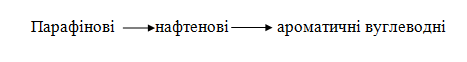 Парафінові → нафтенові → ароматичні вуглеводні